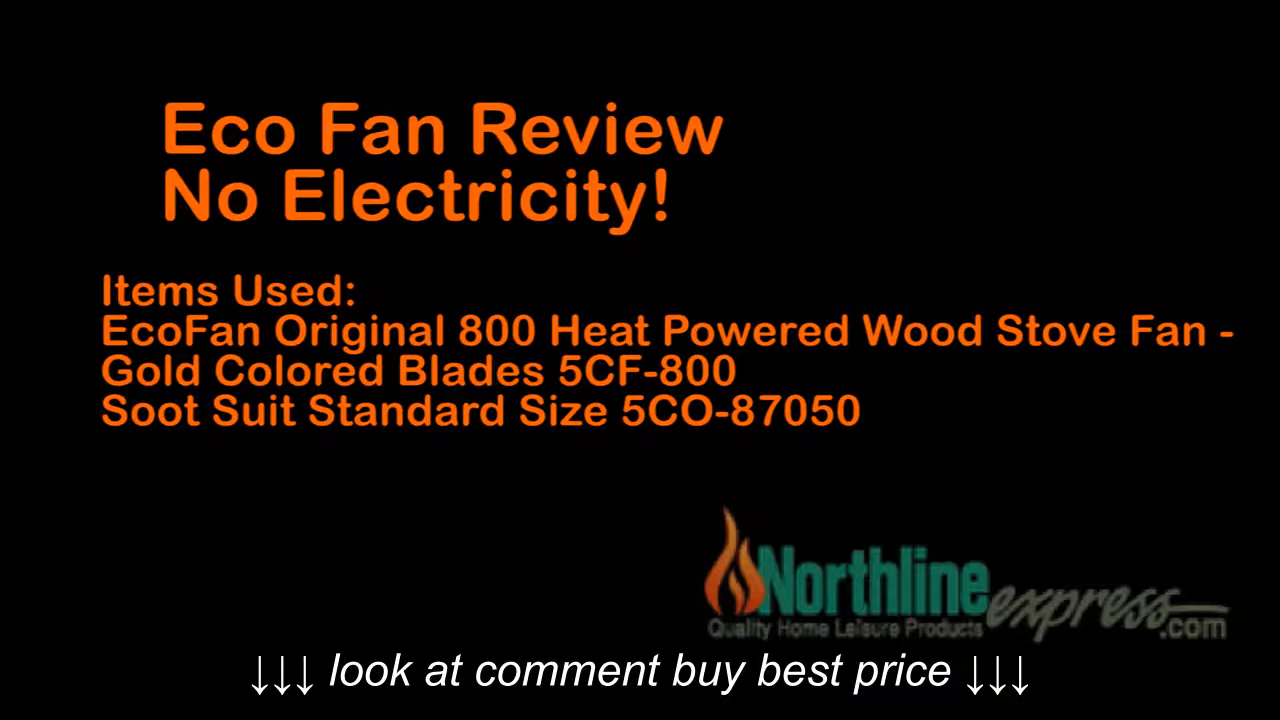 Eco Fan Review
No Electricity!
Items Used:
EcoFan Original 800 Heat Powered Wood Stove Fan -
Gold Colored Blades 5CF-800
Soot Suit Standard Size 5CO-87050
Northline express.com
Quality Home Leisure Products
↓↓↓ look at comment buy best price ↓↓↓